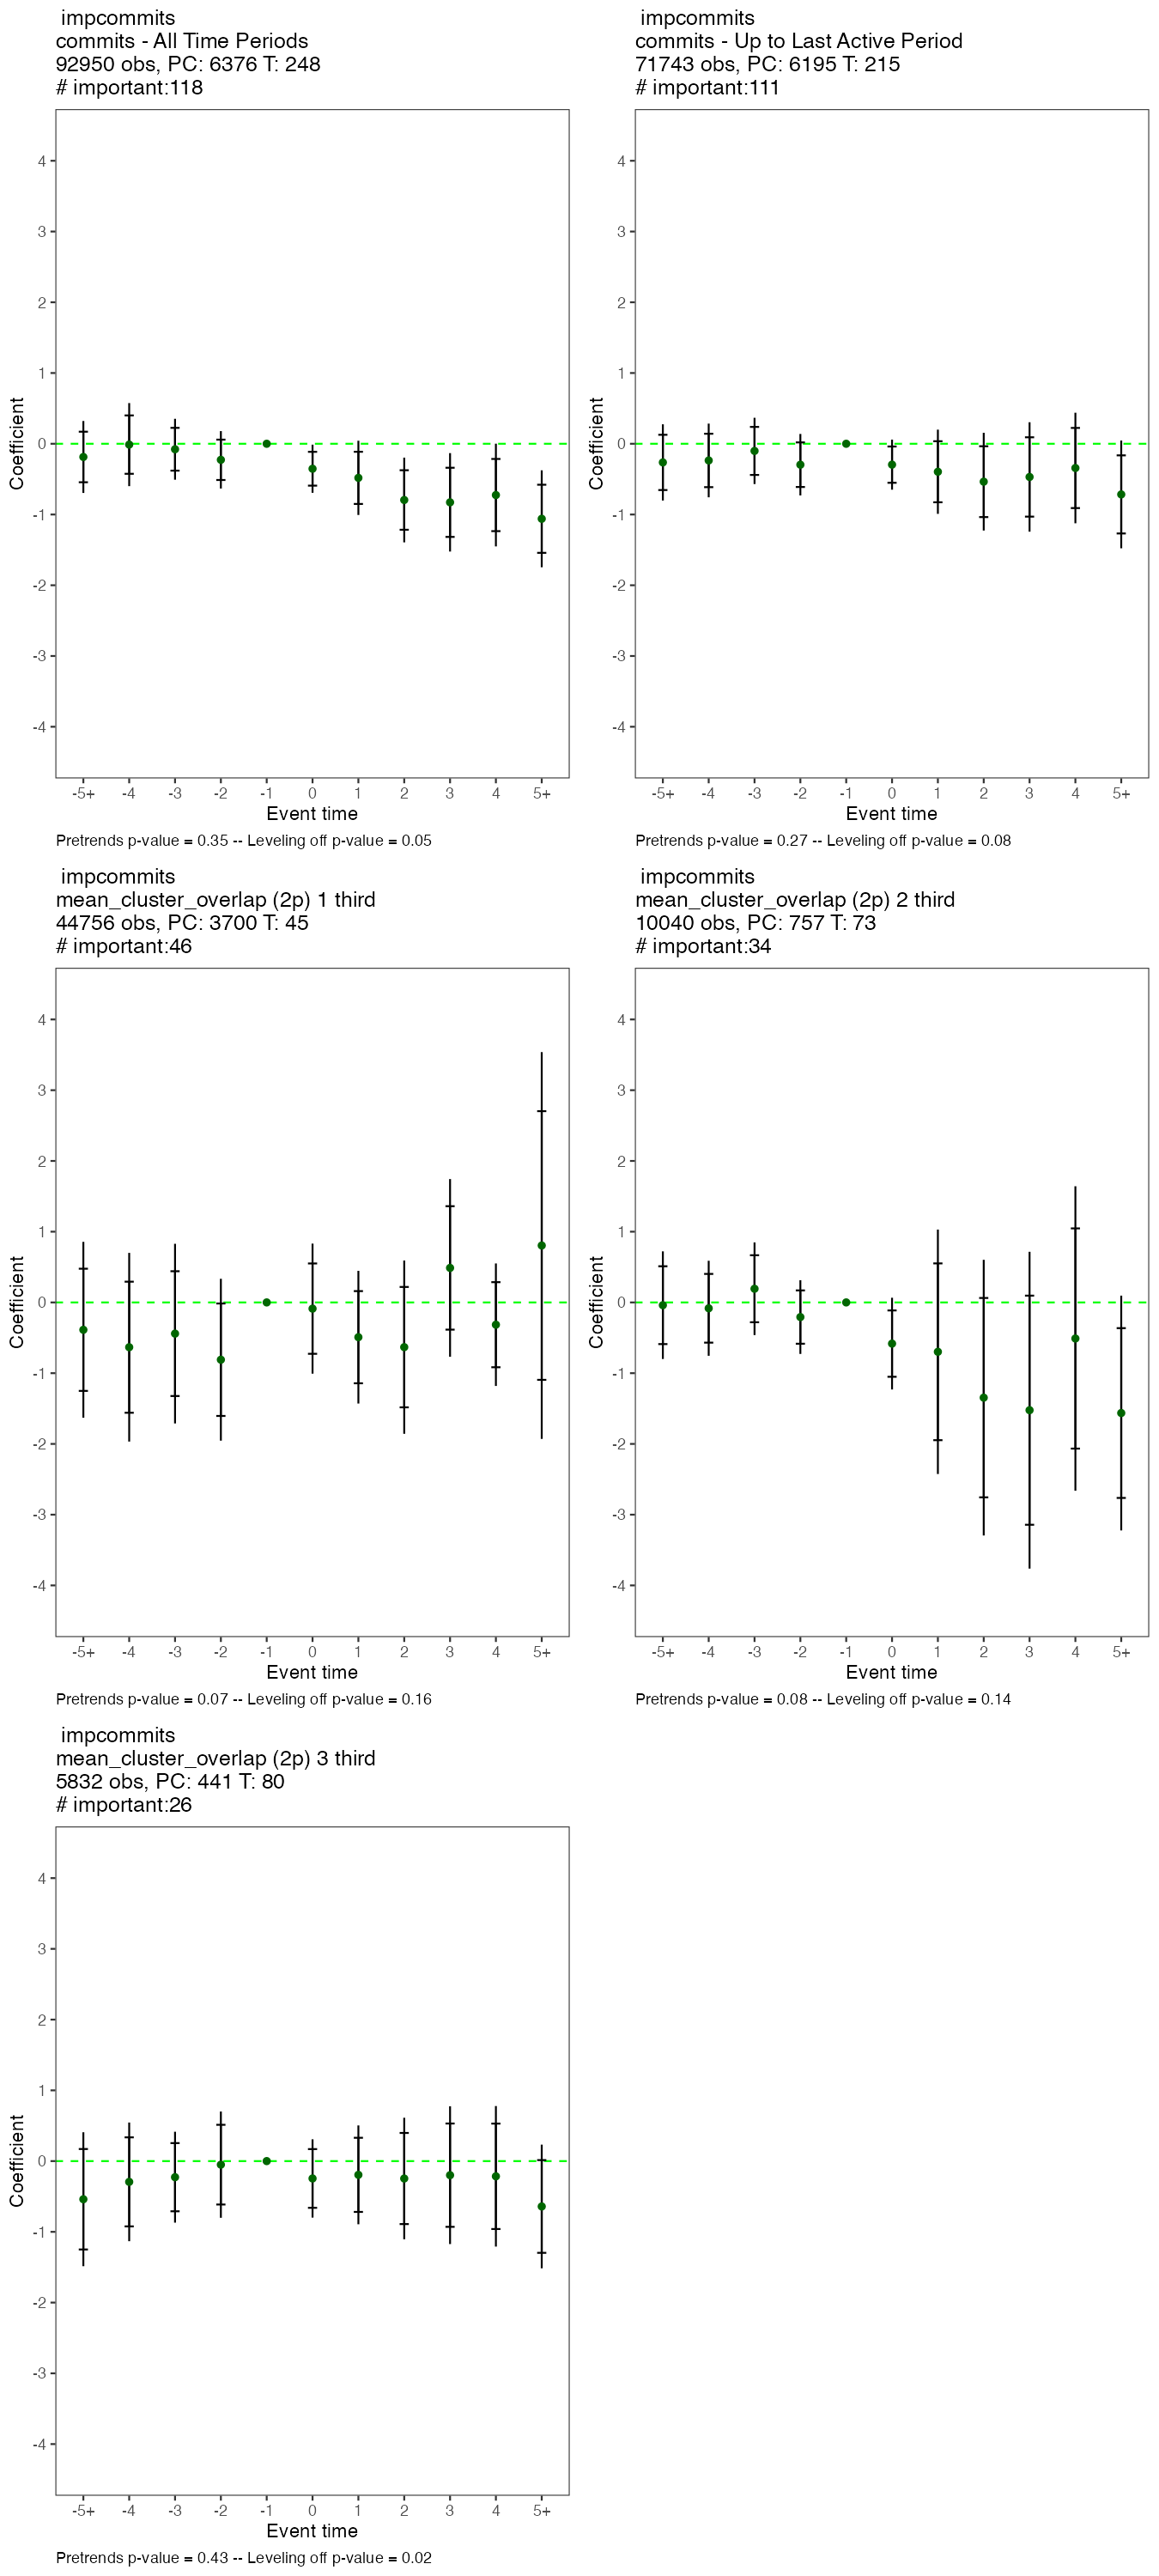 impcommits
commits - All Time Periods
92950 obs, PC: 6376 T: 248
# important:118
Coefficient
4
3
2
1
0
-1
-2
-3
-4
-5+ -4 -3 -2 -1 0 1 2 3 4 5+
Event time
Pretrends p-value = 0.35 -- Leveling off p-value = 0.05
impcommits
commits - Up to Last Active Period
71743 obs, PC: 6195 T: 215
# important:111
Coefficient
4
3
2
1
0
-1
-2
-3
-4
-5+ -4 -3 -2 -1 0 1 2 3 4 5+
Event time
Pretrends p-value = 0.27 -- Leveling off p-value = 0.08
impcommits
mean_cluster_overlap (2p) 1 third
44756 obs, PC: 3700 T: 45
# important:46
Coefficient
4
3
2
1
0
-1
-2
-3
-4
-5+ -4 -3 -2 -1 0 1 2 3 4 5+
Event time
Pretrends p-value = 0.07 -- Leveling off p-value = 0.16
impcommits
mean_cluster_overlap (2p) 2 third
10040 obs, PC: 757 T: 73
# important:34
Coefficient
4
3
2
1
0
-1
-2
-3
-4
-5+ -4 -3 -2 -1 0 1 2 3 4 5+
Event time
Pretrends p-value = 0.08 -- Leveling off p-value = 0.14
impcommits
mean_cluster_overlap (2p) 3 third
5832 obs, PC: 441 T: 80
# important:26
Coefficient
4
3
2
1
0
-1
-2
-3
-4
-5+ -4 -3 -2 -1 0 1 2 3 4 5+
Event time
Pretrends p-value = 0.43 -- Leveling off p-value = 0.02